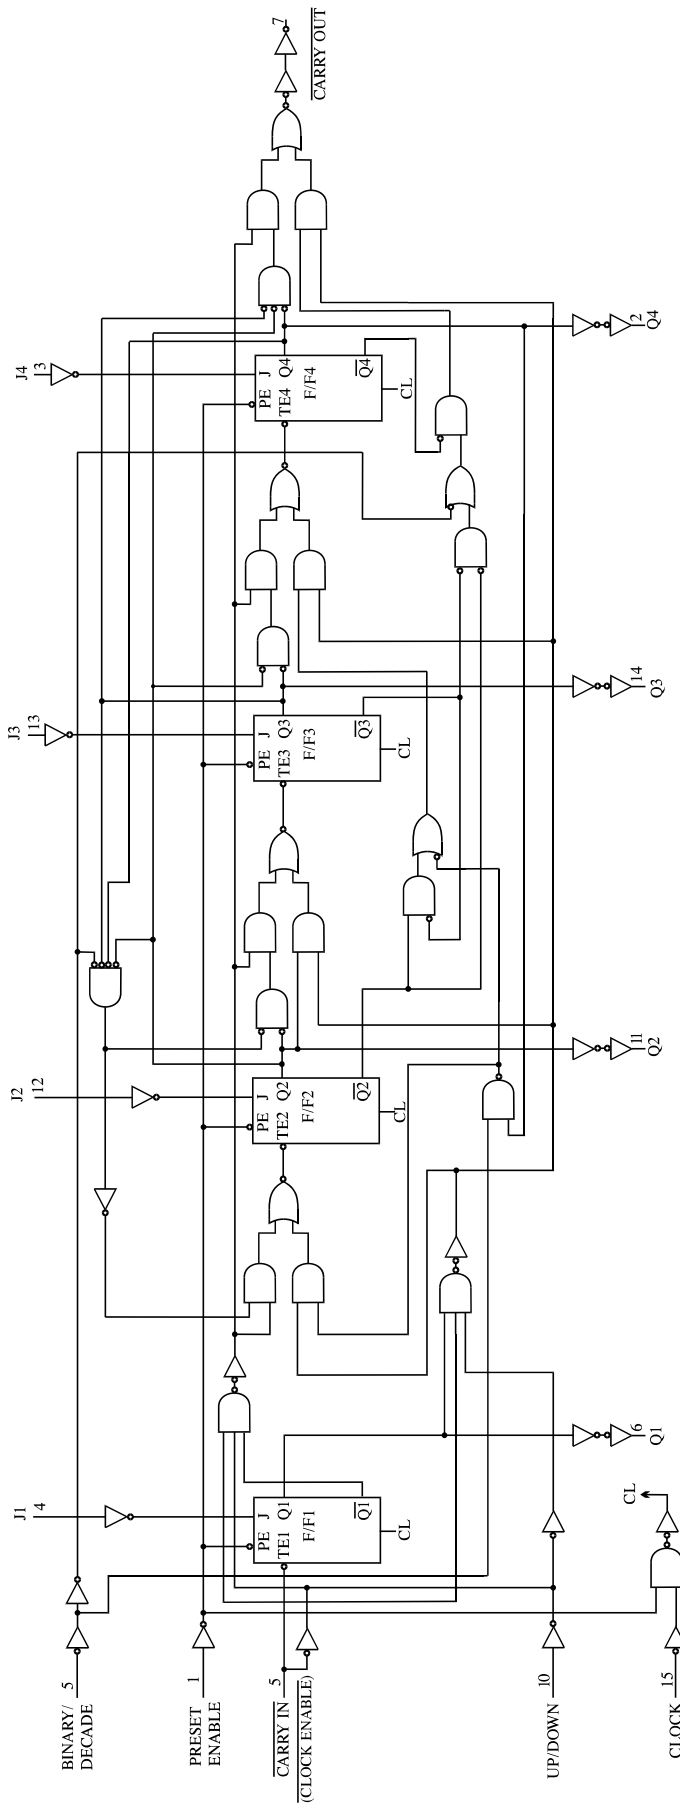 7
CARRY OUT
J4
3
PE
J
TE4
Q4
F/F4
Q4
CL
2
Q4
J3
13
PE
J
TE3
Q3
F/F3
Q3
CL
14
Q3
J2
12
PE
J
TE2
Q2
F/F2
Q2
CL
11
Q2
J1
4
PE
J
TE1
Q1
F/F1
Q1
CL
6
Q1
CL
5
BINARY/
DECADE
1
PRESET
ENABLE
5
CARRY IN
(CLOCK ENABLE)
10
UP/DOWN
15
CLOCK